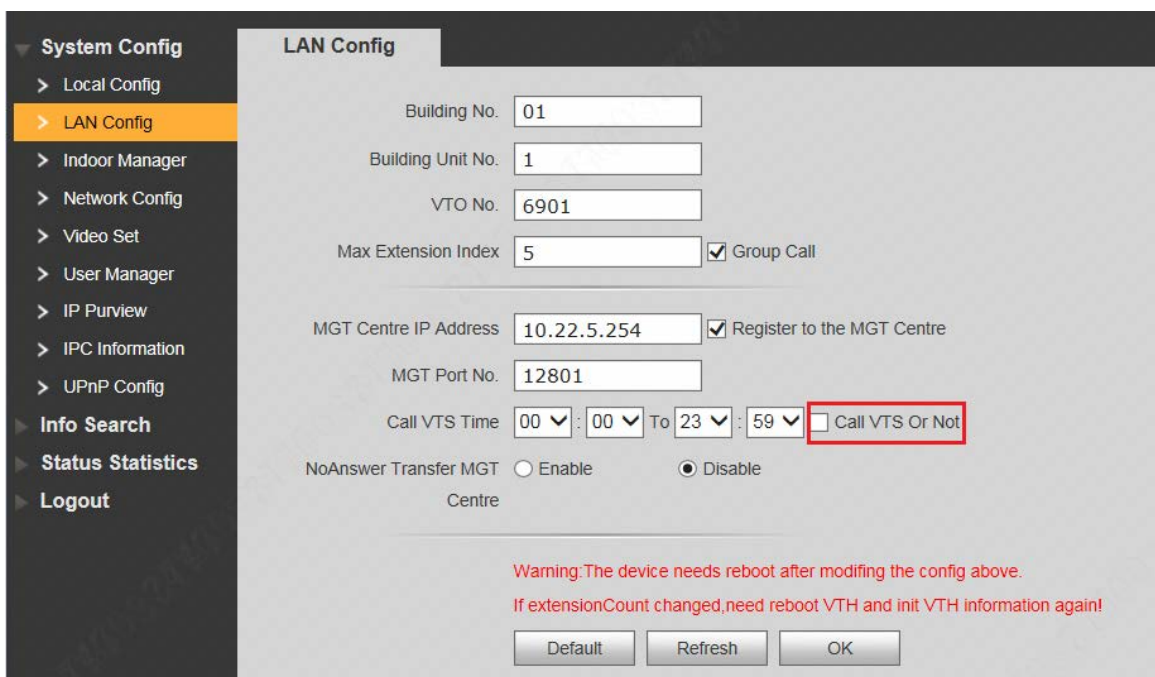 System Config
Local Config
LAN Config
Indoor Manager
Network Config
Video Set
User Manager
IP Purview
IPC Information
UPnP Config
Info Search
Status Statistics
Logout
LAN Config
Building No. 01
Building Unit No. 1
VTO No. 6901
Max Extension Index 5 Group Call
MGT Centre IP Address 10.22.5.254 Register to the MGT Centre
MGT Port No. 12801
Call VTS Time 00 : 00 To 23 : 59 Call VTS Or Not
NoAnswer Transfer MGT Enable Disable
Centre
Warning:The device needs reboot after modifing the config above.
If extensionCount changed,need reboot VTH and init VTH information again!
Default Refresh OK